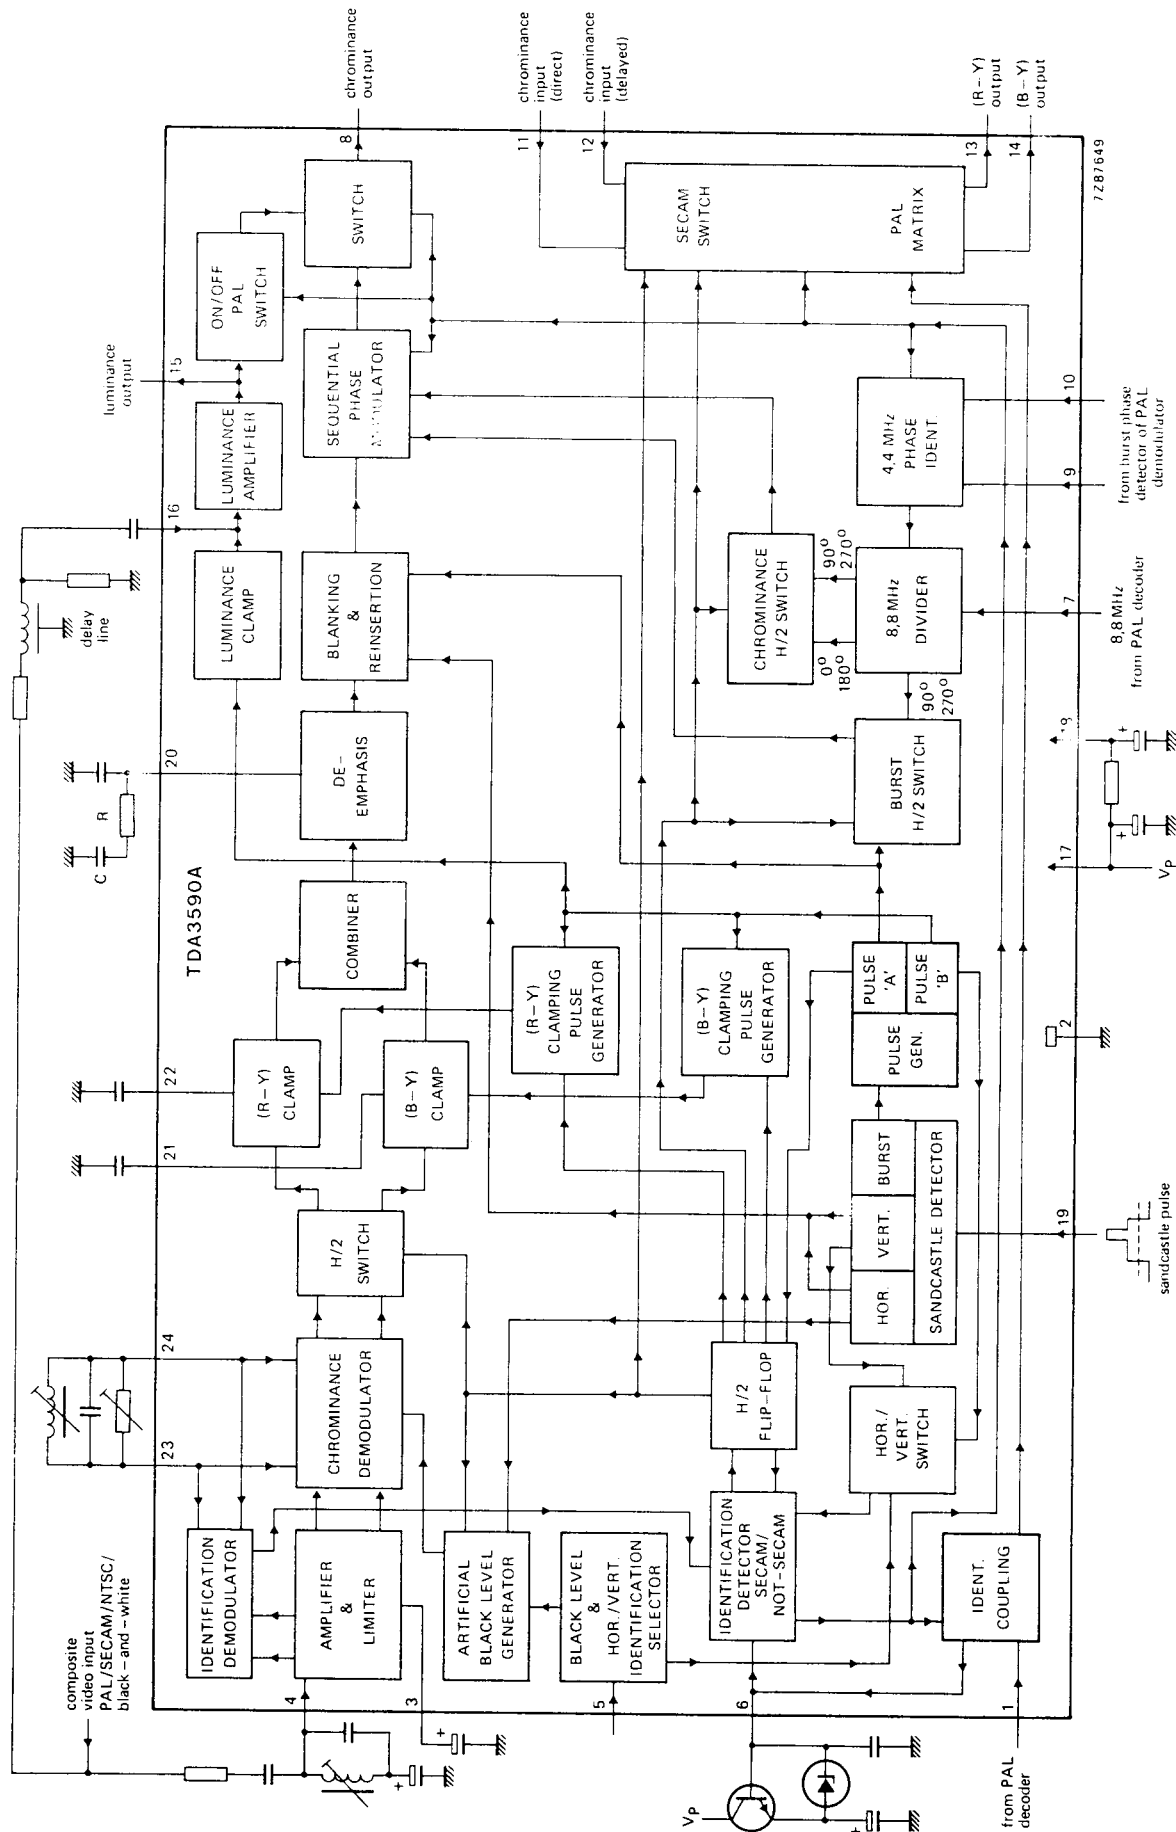 composite
video input
PAL/SECAM/NTSC/
black-and-white
delay
line
luminance
output
chrominance
output
chrominance
input
(direct)
chrominance
input
(delayed)
(R-Y)
output
(B-Y)
output
TDA3590A
C
R
23
24
21
22
20
16
15
8
11
12
13
14
IDENTIFICATION
DEMODULATOR
AMPLIFIER
&
LIMITER
CHROMINANCE
DEMODULATOR
H/2
SWITCH
(R-Y)
CLAMP
(B-Y)
CLAMP
COMBINER
DE-
EMPHASIS
LUMINANCE
CLAMP
BLANKING
&
REINSERTION
LUMINANCE
AMPLIFIER
SEQUENTIAL
PHASE
ON/OFF
PAL
SWITCH
SWITCH
ARTIFICIAL
BLACK LEVEL
GENERATOR
BLACK LEVEL
&
HOR./VERT.
IDENTIFICATION
SELECTOR
(R-Y)
CLAMPING
PULSE
GENERATOR
(B-Y)
CLAMPING
PULSE
GENERATOR
IDENTIFICATION
DETECTOR
SECAM/
NOT-SECAM
H/2
FLIP-FLOP
CHROMINANCE
H/2 SWITCH
0°
180°
90°
270°
SECAM
SWITCH
PAL
MATRIX
IDENT.
COUPLING
HOR./
VERT.
SWITCH
HOR.
VERT.
BURST
SANDCASTLE DETECTOR
PULSE
GEN.
PULSE
'A'
PULSE
'B'
BURST
H/2 SWITCH
90°
270°
8,8 MHz
DIVIDER
4,4 MHz
PHASE
IDENT.
4
3
5
6
1
19
2
17
18
7
9
10
+
+
VP
+
from PAL
decoder
sandcastle pulse
VP
+
+
8,8 MHz
from PAL decoder
from burst phase
detector of PAL
demodulator
7Z87649